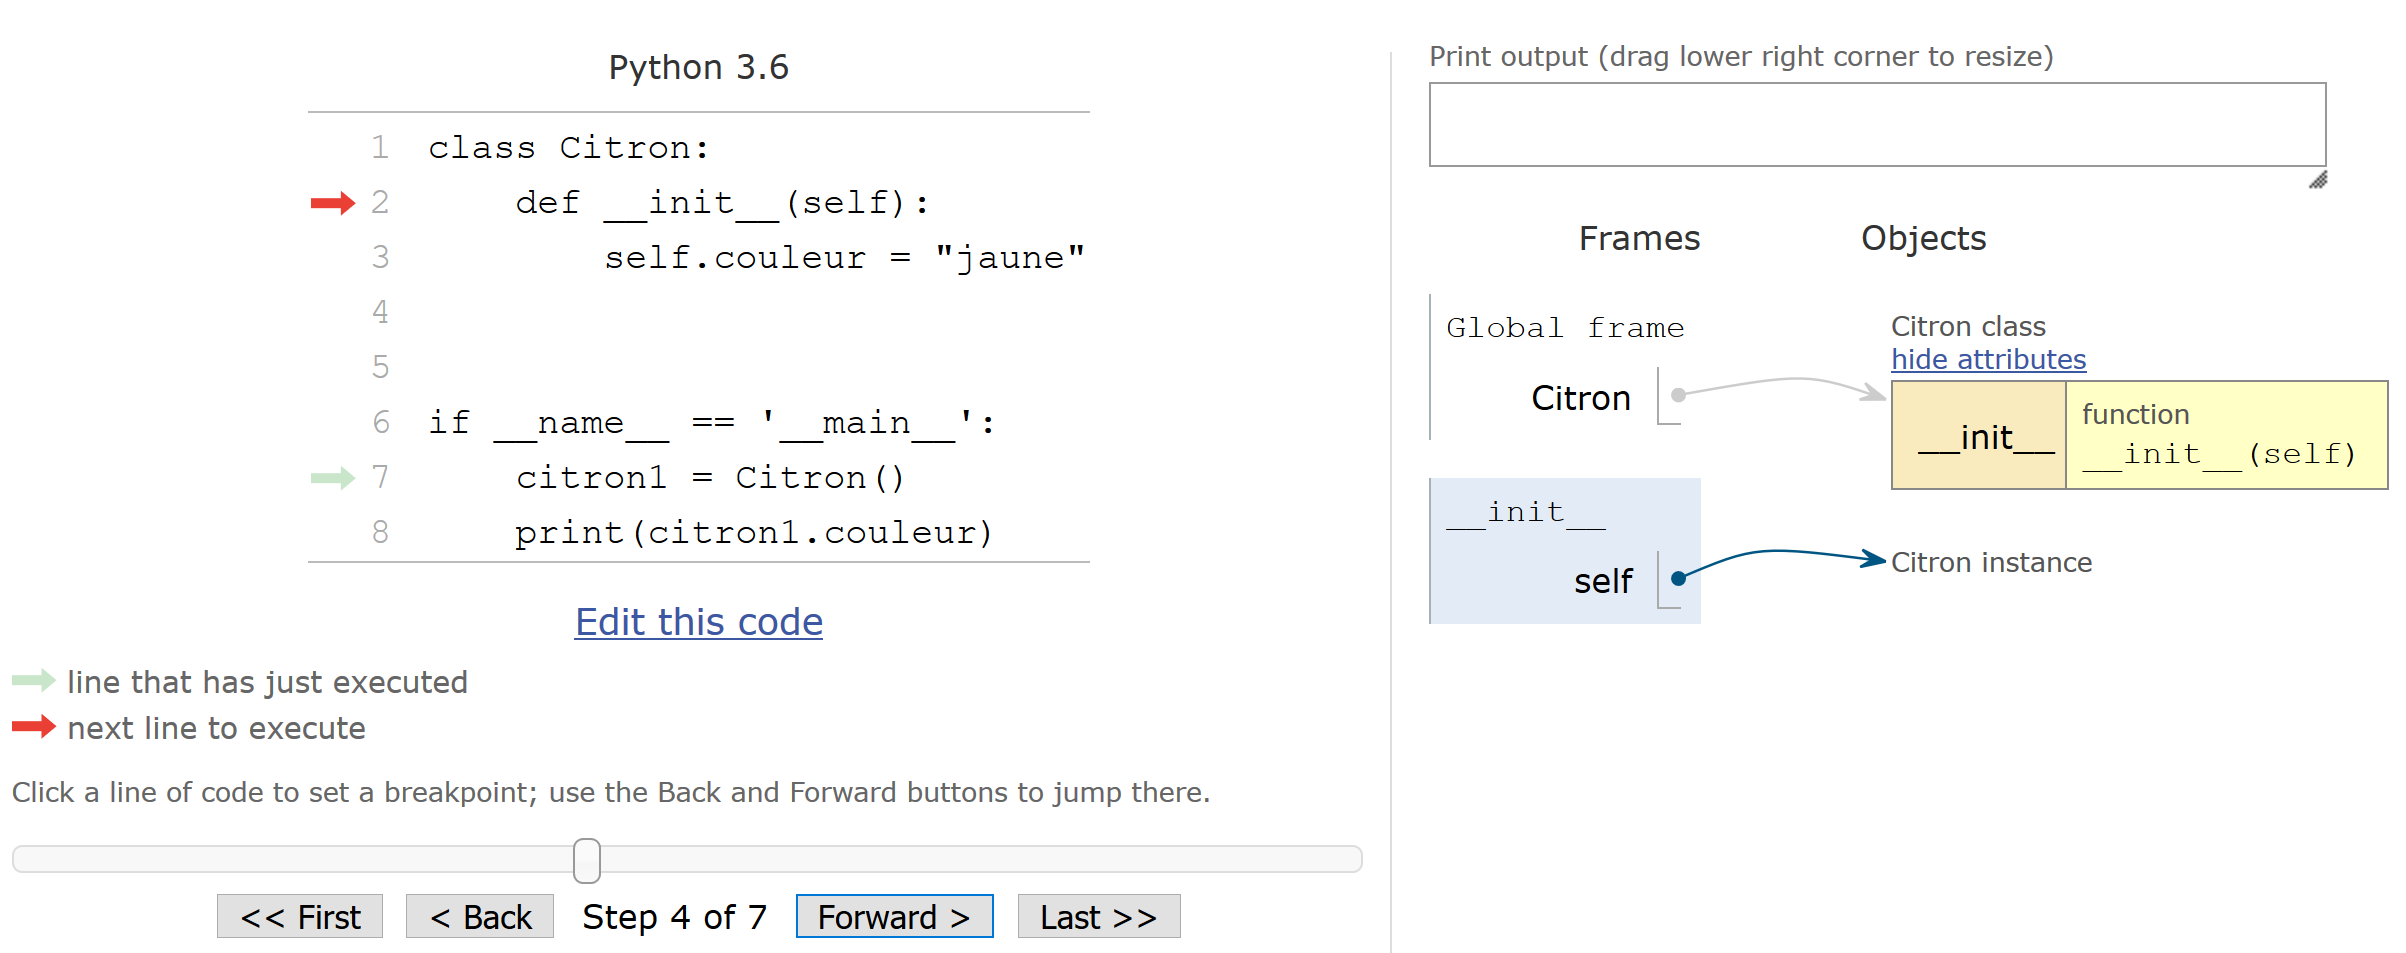 Python 3.6
1 class Citron:
2     def __init__(self):
3         self.couleur = "jaune"
4
5
6 if __name__ == '__main__':
7     citron1 = Citron()
8     print(citron1.couleur)
Edit this code
line that has just executed
next line to execute
Click a line of code to set a breakpoint; use the Back and Forward buttons to jump there.
<< First < Back Step 4 of 7 Forward > Last >>
Print output (drag lower right corner to resize)
Frames Objects
Global frame
Citron
Citron class
hide attributes
__init__
function
__init__(self)
__init__
self
Citron instance